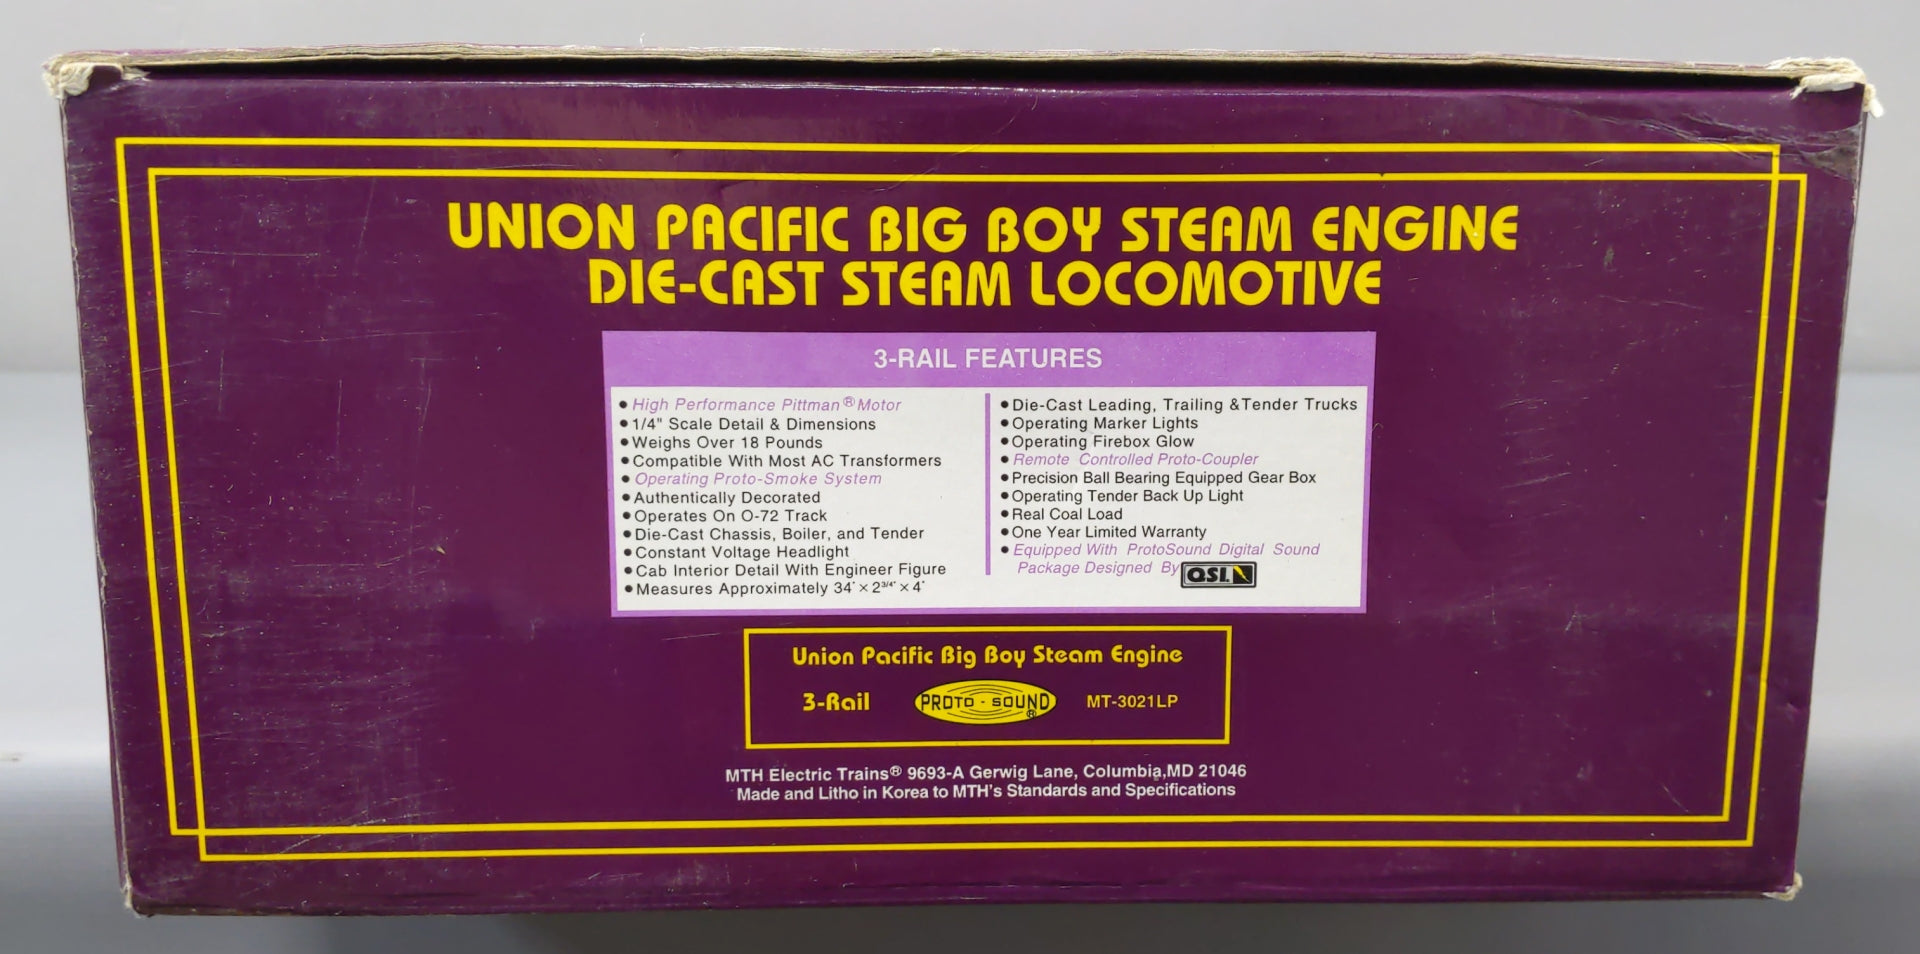 UNION PACIFIC BIG BOY STEAM ENGINE
DIE-CAST STEAM LOCOMOTIVE
3-RAIL FEATURES
• High Performance Pittman® Motor
• 1/4" Scale Detail & Dimensions
• Weighs Over 18 Pounds
• Compatible With Most AC Transformers
• Operating Proto-Smoke System
• Authentically Decorated
• Operates On O-72 Track
• Die-Cast Chassis, Boiler, and Tender
• Constant Voltage Headlight
• Cab Interior Detail With Engineer Figure
• Measures Approximately 34" × 2 3/4" × 4"
• Die-Cast Leading, Trailing &Tender Trucks
• Operating Marker Lights
• Operating Firebox Glow
• Remote Controlled Proto-Coupler
• Precision Ball Bearing Equipped Gear Box
• Operating Tender Back Up Light
• Real Coal Load
• One Year Limited Warranty
• Equipped With ProtoSound Digital Sound
Package Designed By QSI
Union Pacific Big Boy Steam Engine
3-Rail PROTO-SOUND® MT-3021LP
MTH Electric Trains® 9693-A Gerwig Lane, Columbia,MD 21046
Made and Litho in Korea to MTH's Standards and Specifications